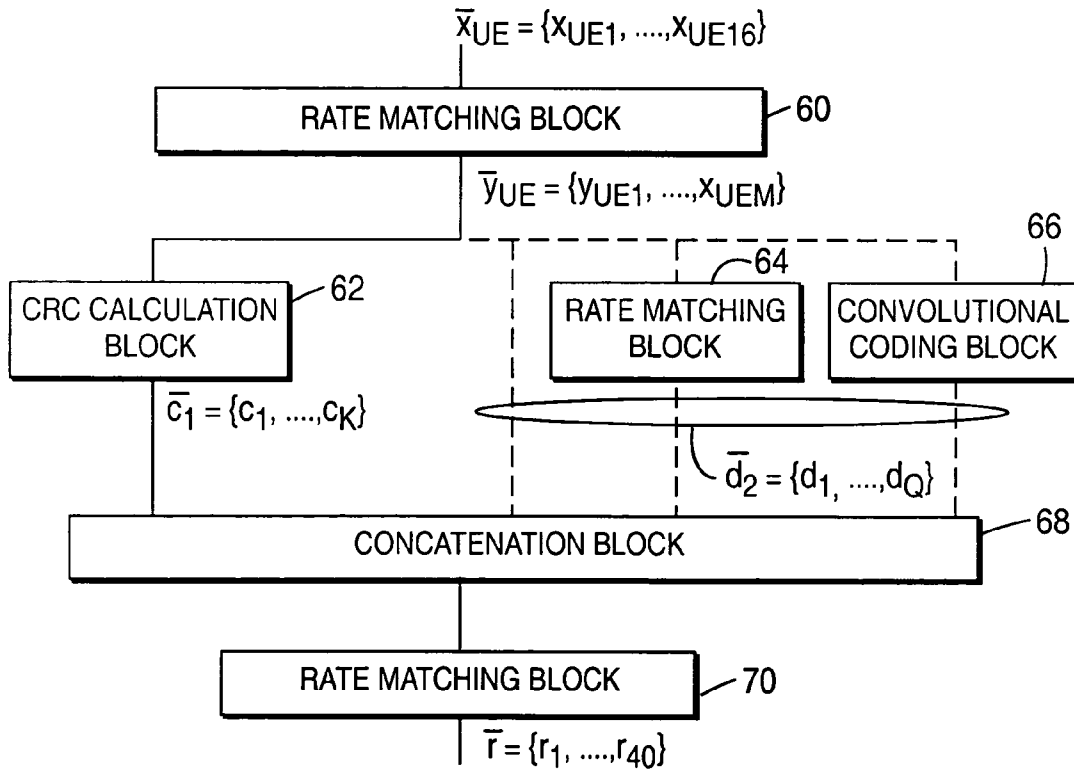 x̅UE = {xUE1, ....,xUE16}
RATE MATCHING BLOCK
60
y̅UE = {yUE1, ....,xUEM}
66
64
62
CRC CALCULATION
BLOCK
RATE MATCHING
BLOCK
CONVOLUTIONAL
CODING BLOCK
c̅1 = {c1, ....,cK}
d̅2 = {d1, ....,dQ}
68
CONCATENATION BLOCK
RATE MATCHING BLOCK
70
r̅ = {r1, ....,r40}